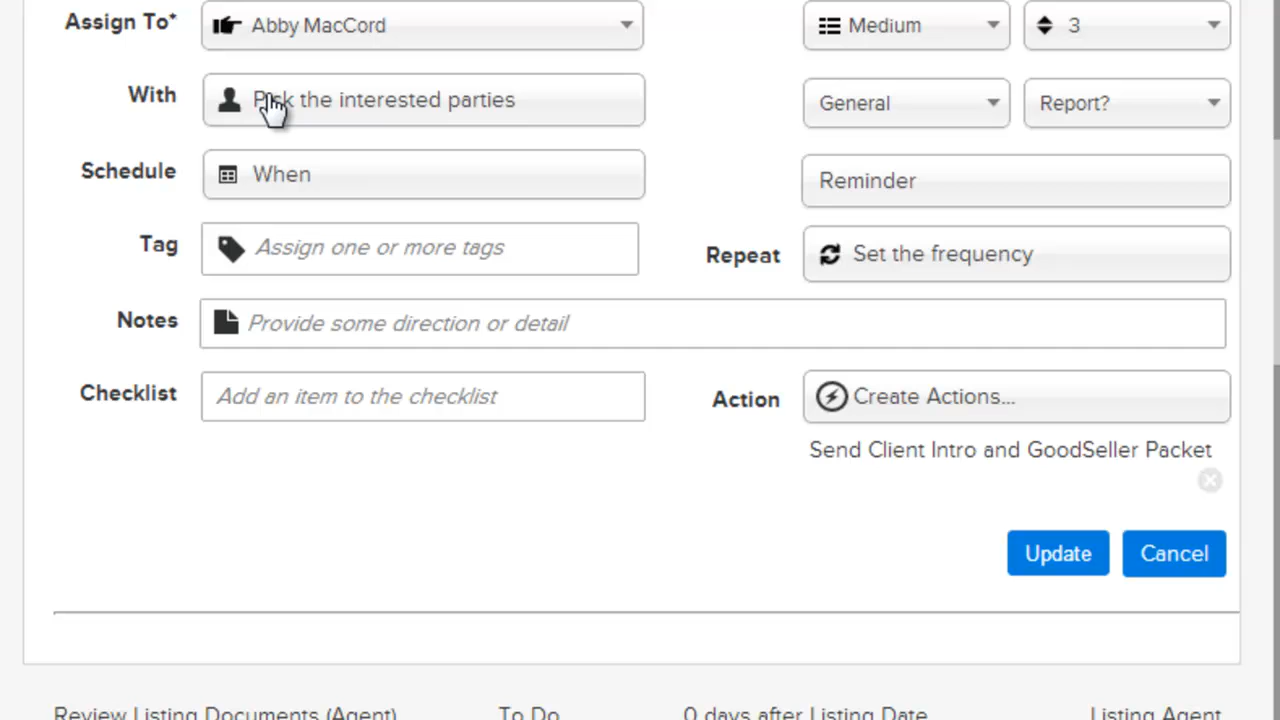 Assign To* Abby MacCord Medium 3
With Pick the interested parties General Report?
Schedule When Reminder
Tag Assign one or more tags Repeat Set the frequency
Notes Provide some direction or detail
Checklist Add an item to the checklist Action Create Actions...
Send Client Intro and GoodSeller Packet
Update Cancel
Review Listing Documents (Agent) To Do 0 days after Listing Date Listing Agent